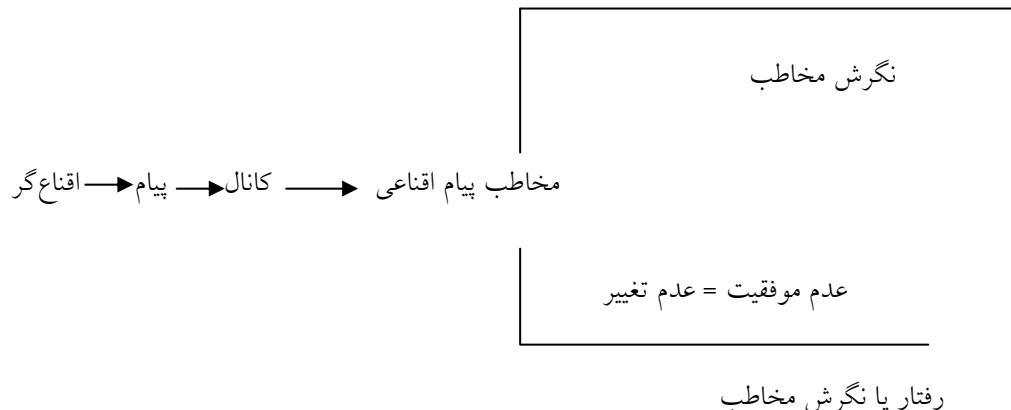 نگرش مخاطب
اقناع‌گر پیام کانال مخاطب پیام اقناعی
عدم موفقیت = عدم تغییر
رفتار یا نگرش مخاطب